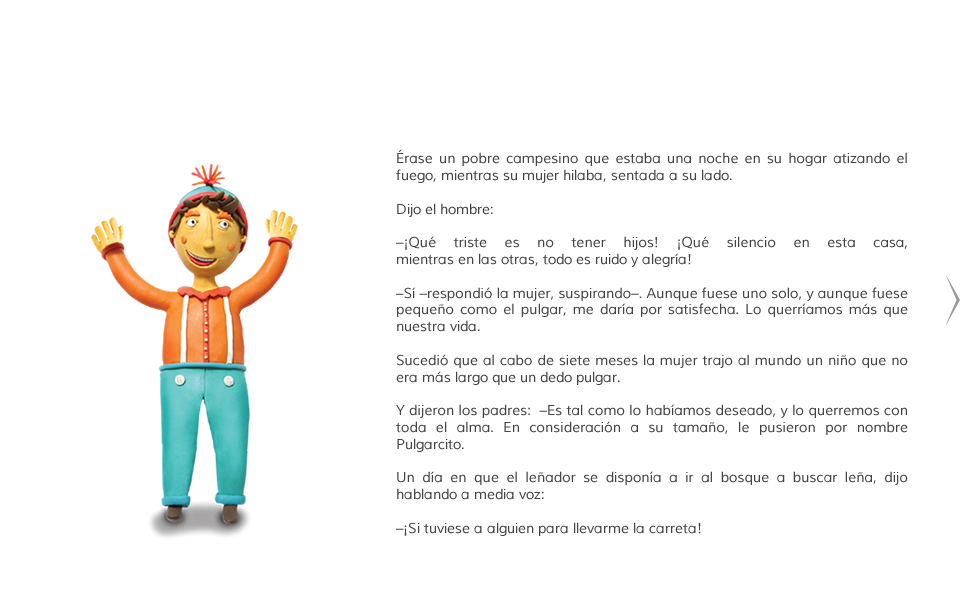 Érase un pobre campesino que estaba una noche en su hogar atizando el
fuego, mientras su mujer hilaba, sentada a su lado.
Dijo el hombre:
–¡Qué triste es no tener hijos! ¡Qué silencio en esta casa,
mientras en las otras, todo es ruido y alegría!
–Sí –respondió la mujer, suspirando–. Aunque fuese uno solo, y aunque fuese
pequeño como el pulgar, me daría por satisfecha. Lo querríamos más que
nuestra vida.
Sucedió que al cabo de siete meses la mujer trajo al mundo un niño que no
era más largo que un dedo pulgar.
Y dijeron los padres: –Es tal como lo habíamos deseado, y lo querremos con
toda el alma. En consideración a su tamaño, le pusieron por nombre
Pulgarcito.
Un día en que el leñador se disponía a ir al bosque a buscar leña, dijo
hablando a media voz:
–¡Si tuviese a alguien para llevarme la carreta!